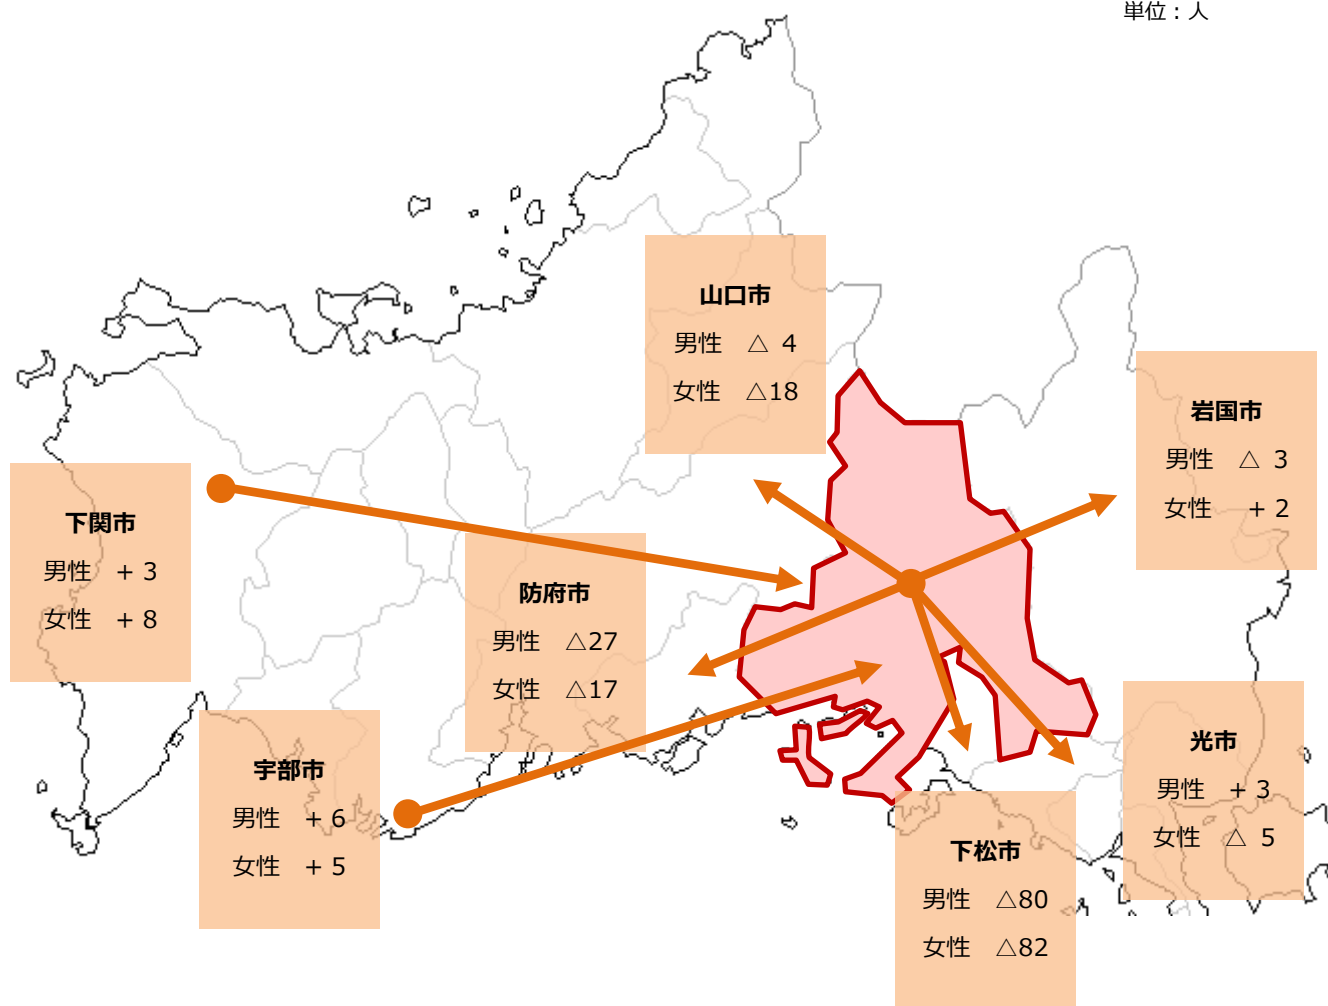 単位：人
山口市
男性　△ 4
女性　△18
岩国市
男性　△ 3
女性　+ 2
下関市
男性　+ 3
女性　+ 8
防府市
男性　△27
女性　△17
宇部市
男性　+ 6
女性　+ 5
光市
男性　+ 3
女性　△ 5
下松市
男性　△80
女性　△82